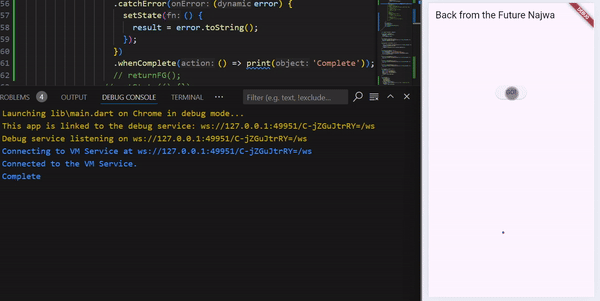 56 .catchError(onError: (dynamic error) {
57 setState(fn: () {
58 result = error.toString();
59 });
60 })
61 .whenComplete(action: () => print(object: 'Complete'));
62 // returnFG();
ROBLEMS 4 OUTPUT DEBUG CONSOLE TERMINAL ··· Filter (e.g. text, !exclude...
Launching lib\main.dart on Chrome in debug mode...
This app is linked to the debug service: ws://127.0.0.1:49951/C-jZGuJtrRY=/ws
Debug service listening on ws://127.0.0.1:49951/C-jZGuJtrRY=/ws
Connecting to VM Service at ws://127.0.0.1:49951/C-jZGuJtrRY=/ws
Connected to the VM Service.
Complete
Back from the Future Najwa
DEBUG